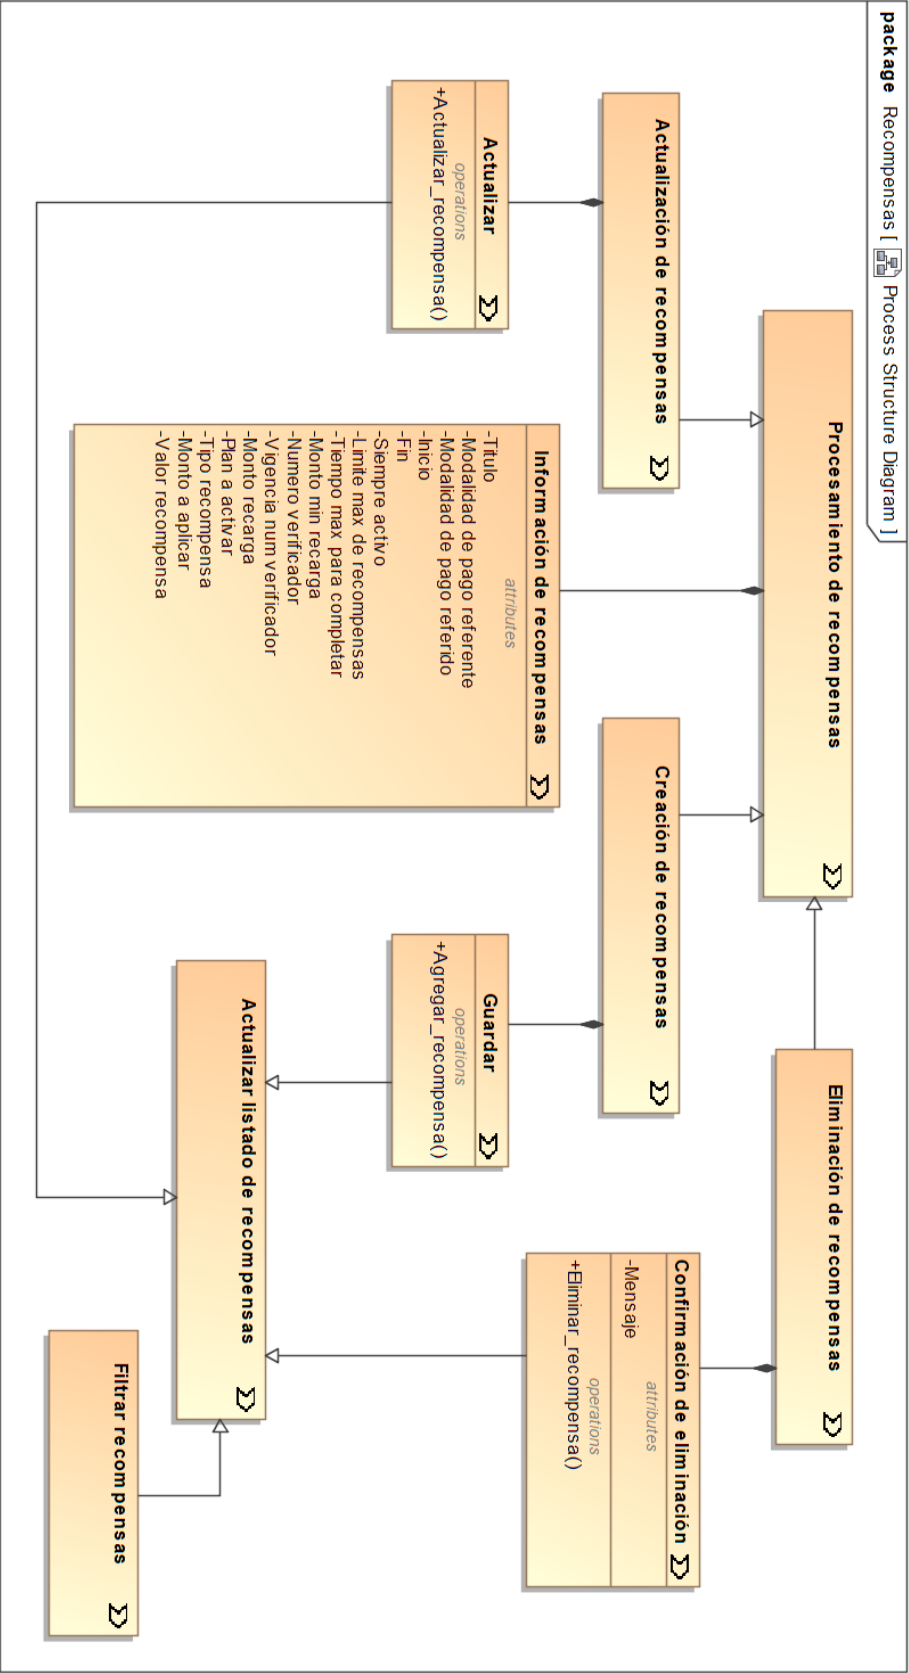 package Recompensas [ Process Structure Diagram ]
Procesamiento de recompensas
Eliminación de recompensas
Actualización de recompensas
Creación de recompensas
Confirmación de eliminación
attributes
-Mensaje
operations
+Eliminar_recompensa()
Actualizar
operations
+Actualizar_recompensa()
Información de recompensas
attributes
-Titulo
-Modalidad de pago referente
-Modalidad de pago referido
-Inicio
-Fin
-Siempre activo
-Limite max de recompensas
-Tiempo max para completar
-Monto min recarga
-Numero verificador
-Vigencia num verificador
-Monto recarga
-Plan a activar
-Tipo recompensa
-Monto a aplicar
-Valor recompensa
Guardar
operations
+Agregar_recompensa()
Actualizar listado de recompensas
Filtrar recompensas